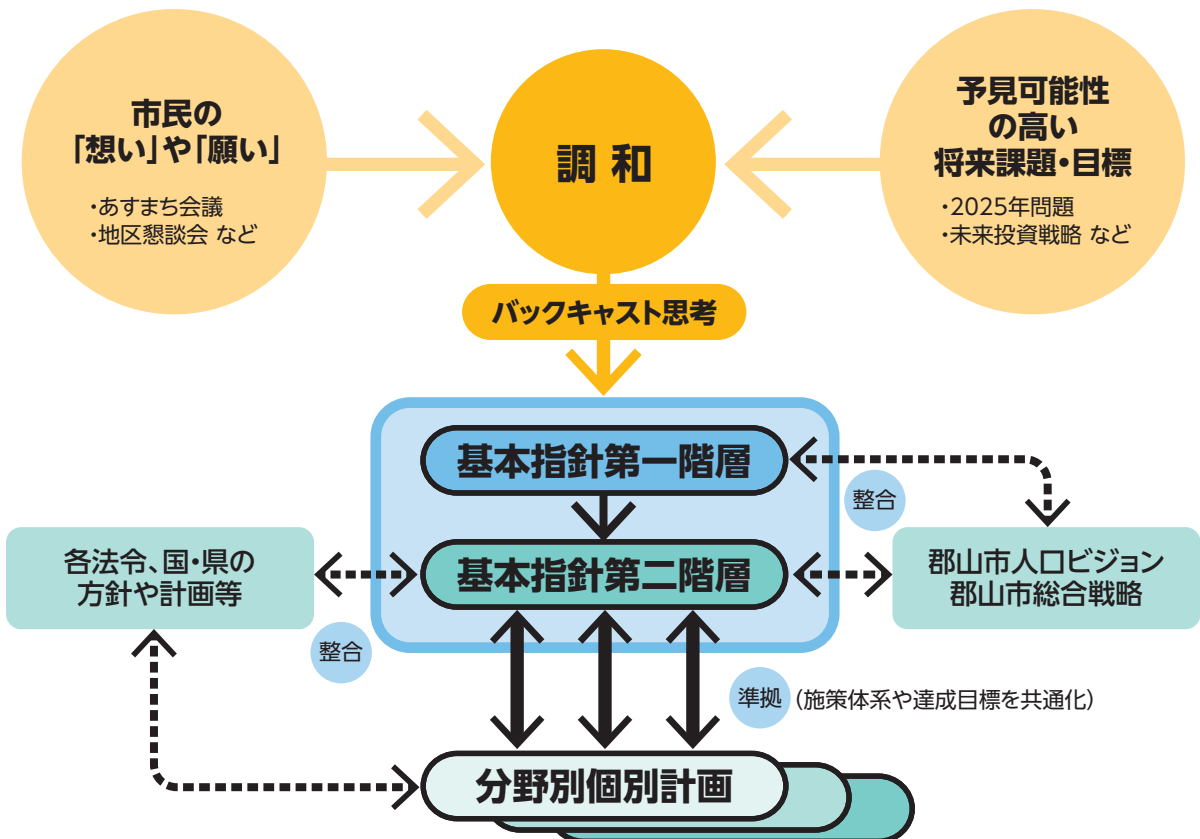 市民の
「想い」や「願い」
・あすまち会議
・地区懇談会 など
調和
予見可能性
の高い
将来課題・目標
・2025年問題
・未来投資戦略 など
バックキャスト思考
基本指針第一階層
整合
各法令、国・県の
方針や計画等
基本指針第二階層
郡山市人口ビジョン
郡山市総合戦略
整合
準拠
(施策体系や達成目標を共通化)
分野別個別計画